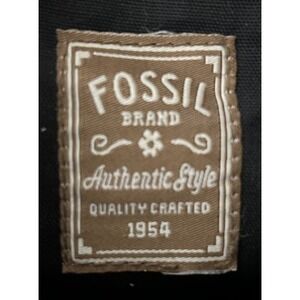 FOSSIL
BRAND
Authentic Style
QUALITY CRAFTED
1954